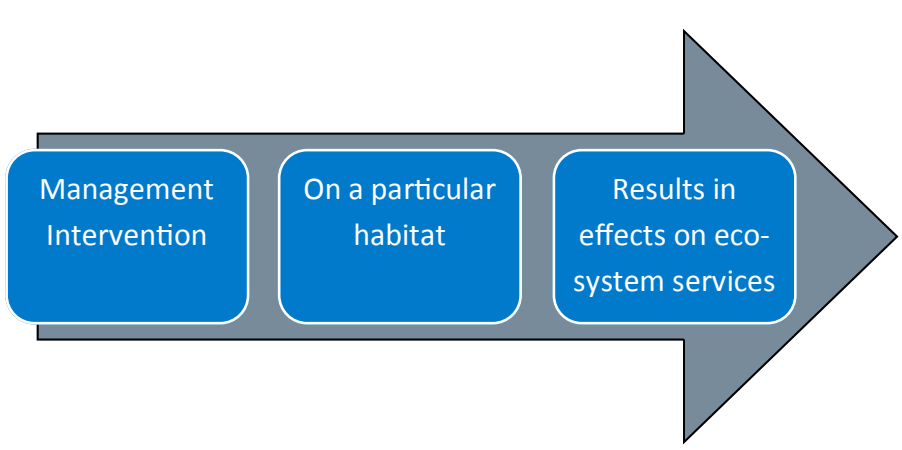 Management
Intervention
On a particular
habitat
Results in
effects on eco-
system services